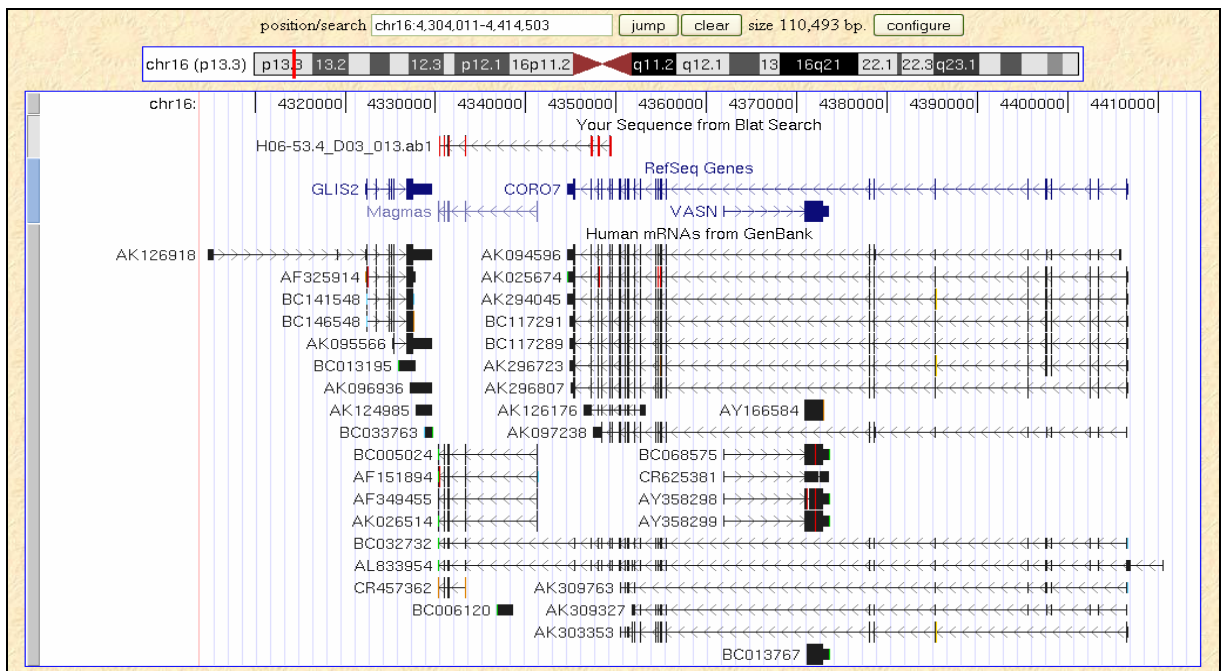 position/search chr16:4,304,011-4,414,503 jump clear size 110,493 bp. configure
chr16 (p13.3) p13.3 13.2 12.3 p12.1 16p11.2 q11.2 q12.1 13 16q21 22.1 22.3 q23.1
chr16: 4320000 4330000 4340000 4350000 4360000 4370000 4380000 4390000 4400000 4410000
Your Sequence from Blat Search
H06-53.4_D03_013.ab1
RefSeq Genes
GLIS2 CORO7
Magmas VASN
Human mRNAs from GenBank
AK126918 AK094596
AF325914 AK025674
BC141548 AK294045
BC146548 BC117291
AK095566 BC117289
BC013195 AK296723
AK096936 AK296807
AK124985 AK126176 AY166584
BC033763 AK097238
BC005024 BC068575
AF151894 CR625381
AF349455 AY358298
AK026514 AY358299
BC032732
AL833954
CR457362 AK309763
BC006120 AK309327
AK303353
BC013767